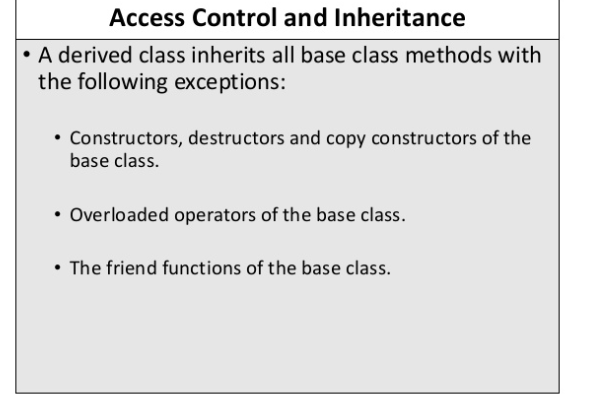 Access Control and Inheritance
• A derived class inherits all base class methods with
the following exceptions:
• Constructors, destructors and copy constructors of the
base class.
• Overloaded operators of the base class.
• The friend functions of the base class.